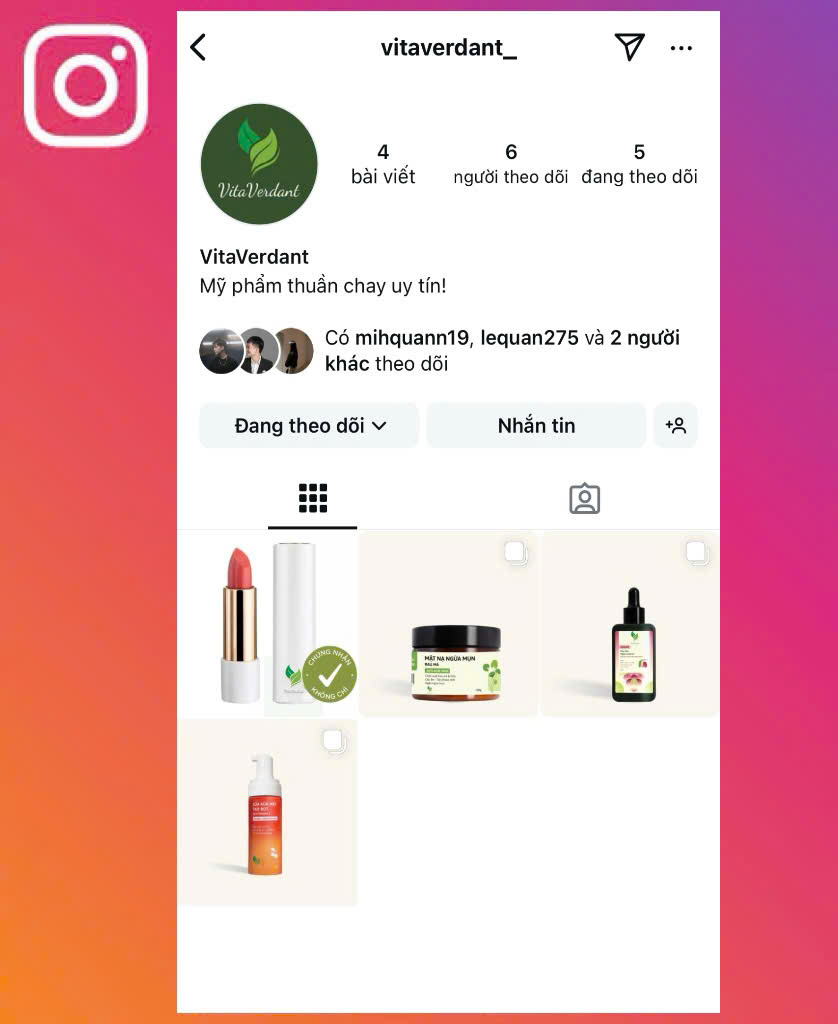 vitaverdant_
VitaVerdant
4
bài viết
6
người theo dõi
5
đang theo dõi
VitaVerdant
Mỹ phẩm thuần chay uy tín!
Có mihquann19, lequan275 và 2 người
khác theo dõi
Đang theo dõi
Nhắn tin
CHỨNG NHẬN
KHÔNG CHÌ
MẶT NẠ NGỪA MỤN
RAU MÁ